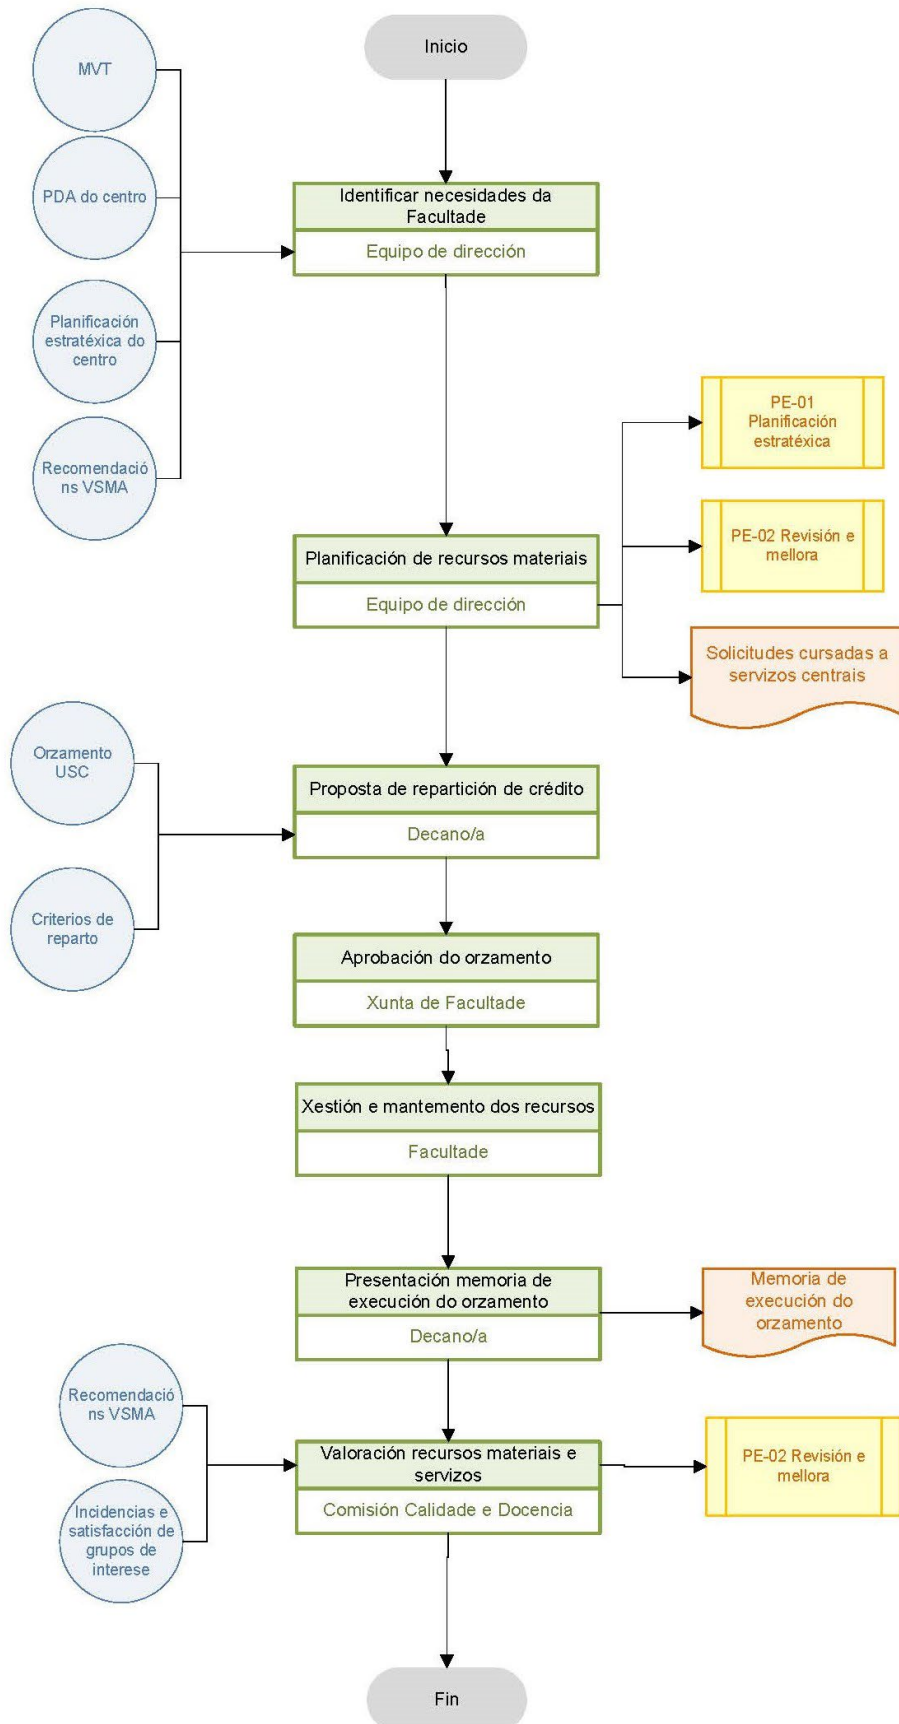 Inicio
MVT
PDA do centro
Planificación
estratéxica do
centro
Recomendació
ns VSMA
Identificar necesidades da
Facultade
Equipo de dirección
Planificación de recursos materiais
Equipo de dirección
PE-01
Planificación
estratéxica
PE-02 Revisión e
mellora
Solicitudes cursadas a
servizos centrais
Orzamento
USC
Criterios de
reparto
Proposta de repartición de crédito
Decano/a
Aprobación do orzamento
Xunta de Facultade
Xestión e mantemento dos recursos
Facultade
Presentación memoria de
execución do orzamento
Decano/a
Memoria de
execución do
orzamento
Recomendació
ns VSMA
Incidencias e
satisfacción de
grupos de
interese
Valoración recursos materiais e
servizos
Comisión Calidade e Docencia
PE-02 Revisión e
mellora
Fin